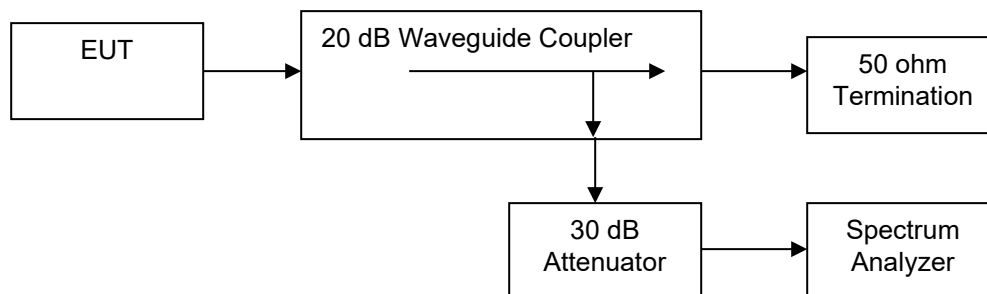 EUT
20 dB Waveguide Coupler
50 ohm
Termination
30 dB
Attenuator
Spectrum
Analyzer